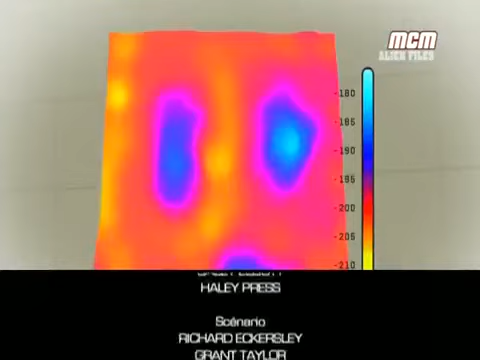 mcm
ALIEN FILES
-180
-185
-190
-195
-200
-205
-210
HALEY PRESS
Scénario
RICHARD ECKERSLEY
GRANT TAYLOR